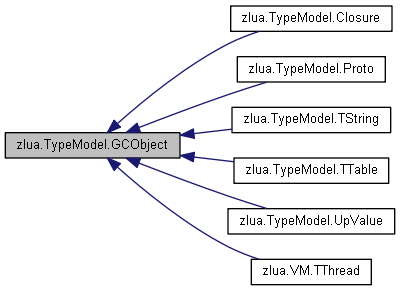 zlua.TypeModel.Closure
zlua.TypeModel.Proto
zlua.TypeModel.TString
zlua.TypeModel.GCObject
zlua.TypeModel.TTable
zlua.TypeModel.UpValue
zlua.VM.TThread